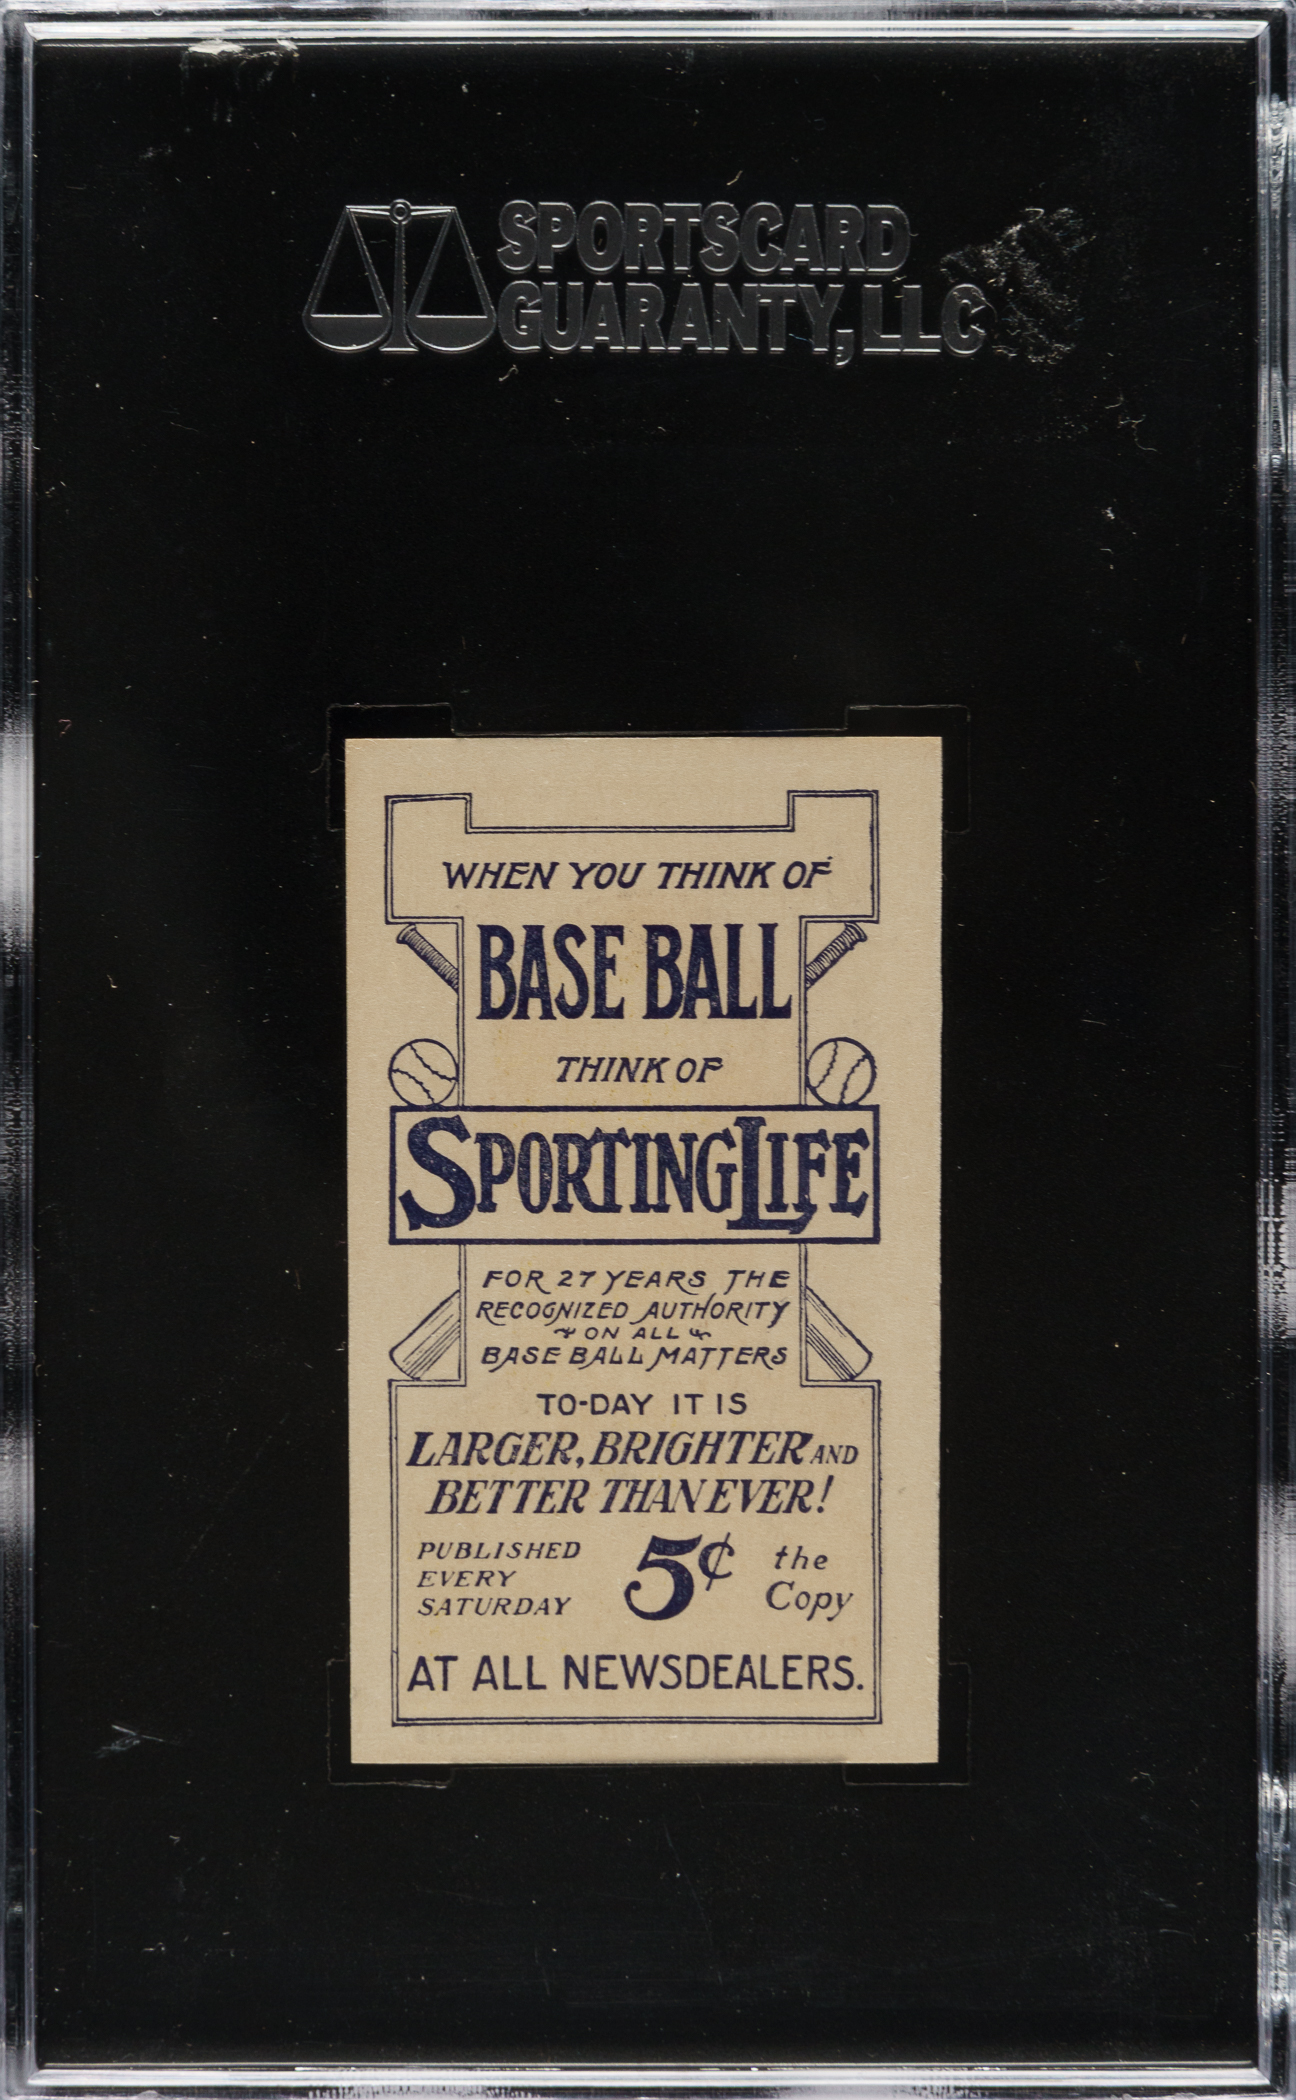 SPORTSCARD
GUARANTY, LLC
WHEN YOU THINK OF
BASE BALL
THINK OF
SPORTING LIFE
FOR 27 YEARS THE
RECOGNIZED AUTHORITY
ON ALL
BASE BALL MATTERS
TO-DAY IT IS
LARGER, BRIGHTER AND
BETTER THAN EVER!
PUBLISHED
EVERY
SATURDAY
5¢ the
Copy
AT ALL NEWSDEALERS.